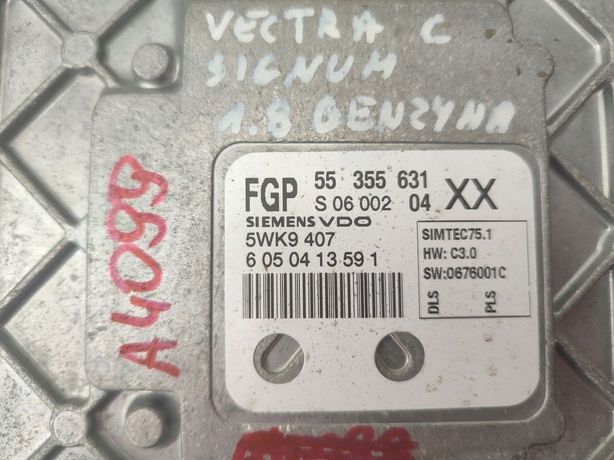 VECTRA C
SIGNUM
1.8 BENZYNA
A4099
FGP 55 355 631 XX
S 06 002 04
SIEMENS VDO
5WK9 407
6 05 04 13 59 1
SIMTEC75.1
HW: C3.0
SW:0676001C
DLS
PLS